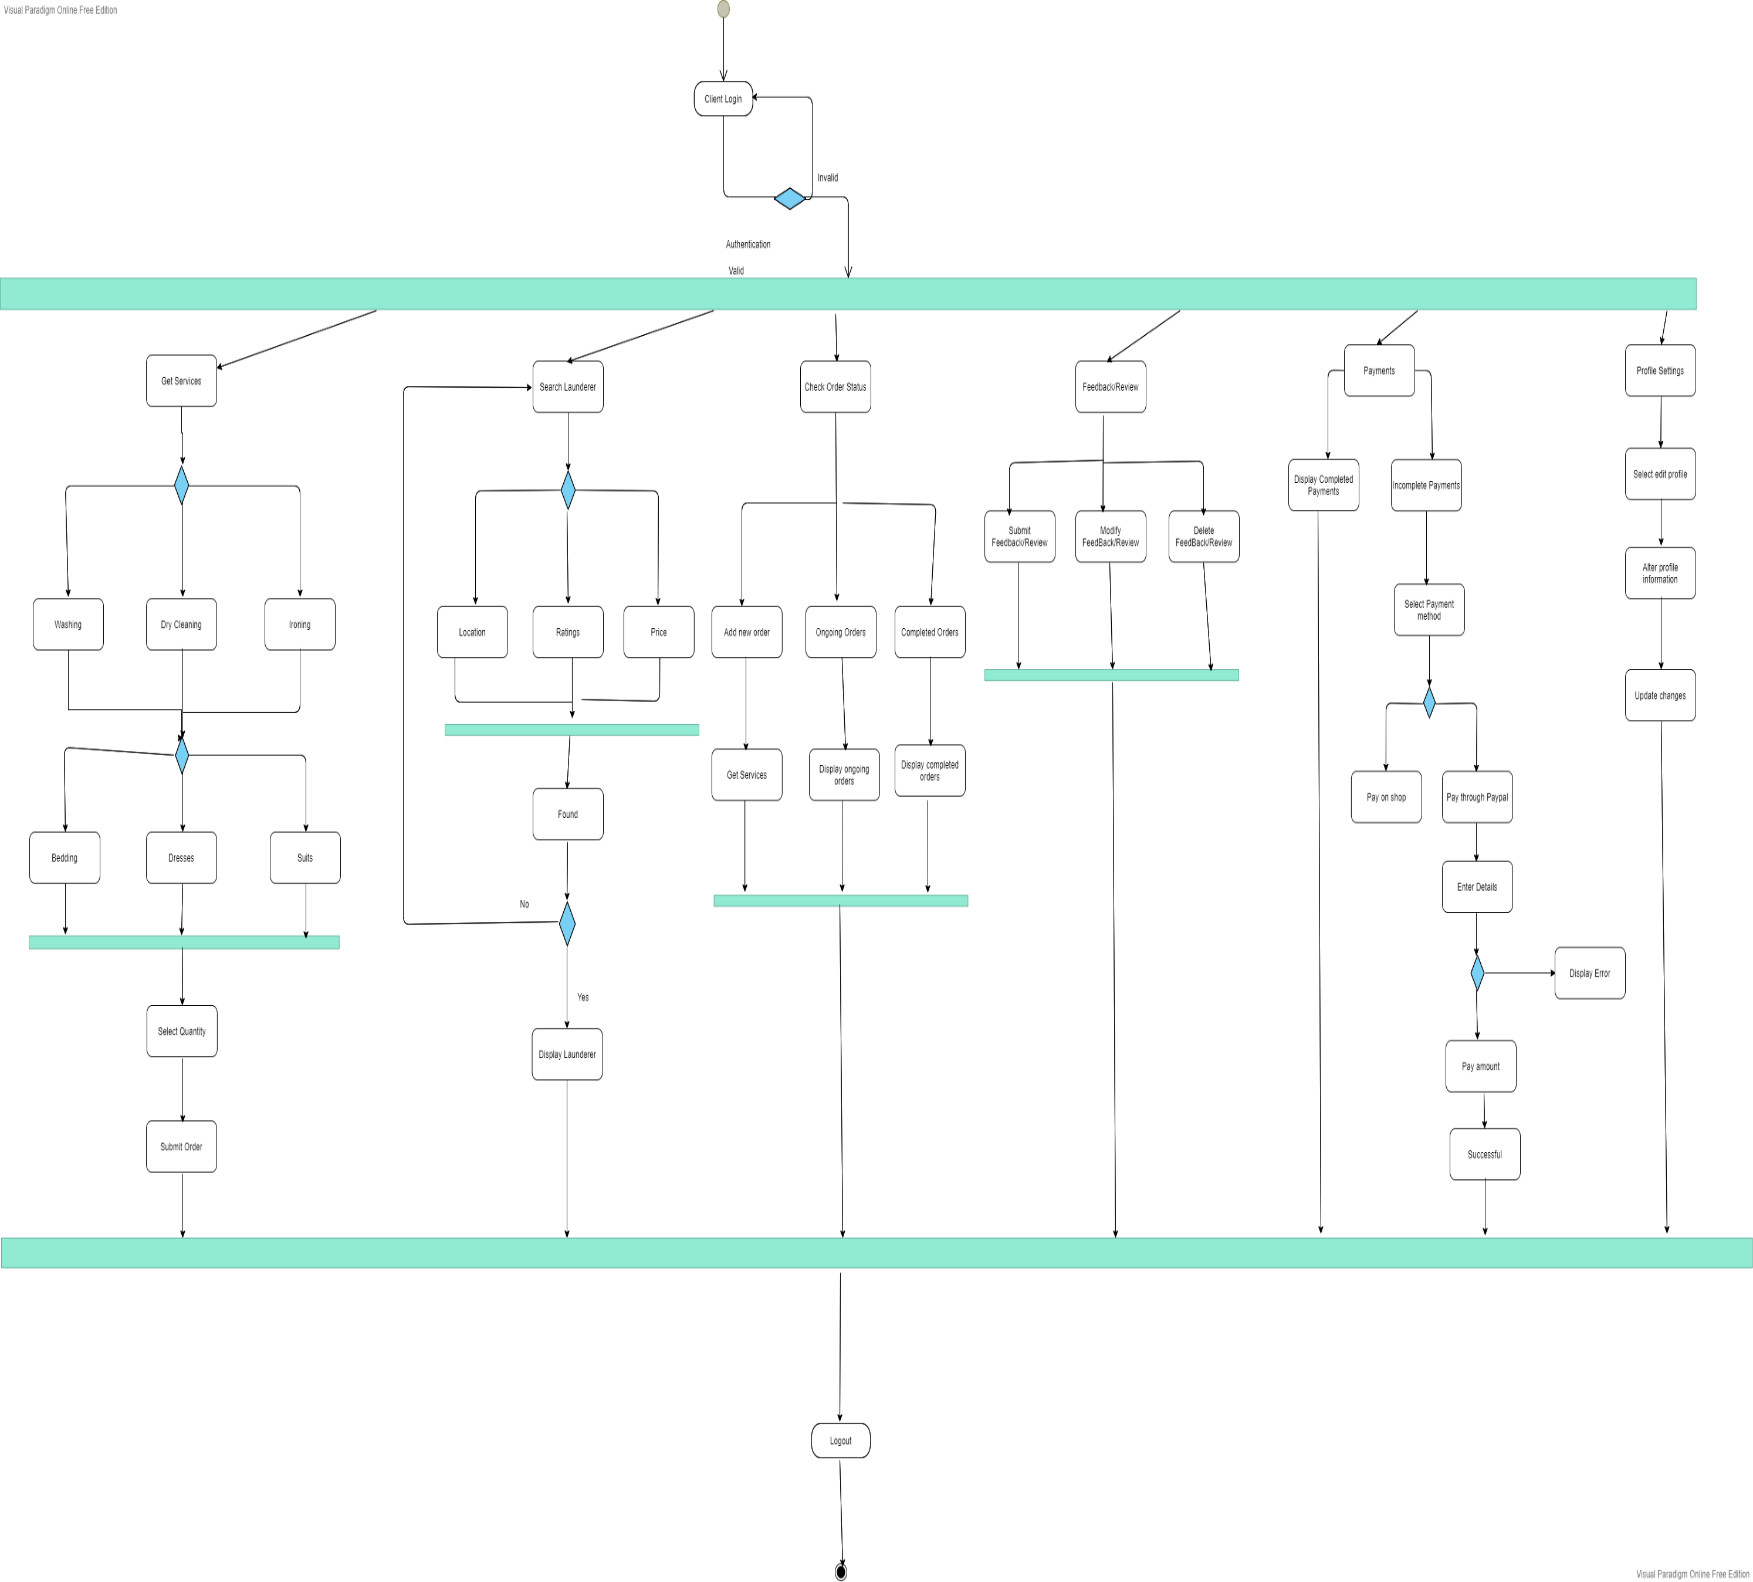 Visual Paradigm Online Free Edition
Client Login
Invalid
Authentication
Valid
Get Services
Search Launderer
Check Order Status
Feedback/Review
Payments
Profile Settings
Display Completed
Payments
Incomplete Payments
Select edit profile
Submit
Feedback/Review
Modify
FeedBack/Review
Delete
FeedBack/Review
Alter profile
information
Washing
Dry Cleaning
Ironing
Location
Ratings
Price
Add new order
Ongoing Orders
Completed Orders
Select Payment
method
Update changes
Get Services
Display ongoing
orders
Display completed
orders
Pay on shop
Pay through Paypal
Found
Bedding
Dresses
Suits
Enter Details
No
Display Error
Yes
Select Quantity
Display Launderer
Pay amount
Submit Order
Successful
Logout
Visual Paradigm Online Free Edition